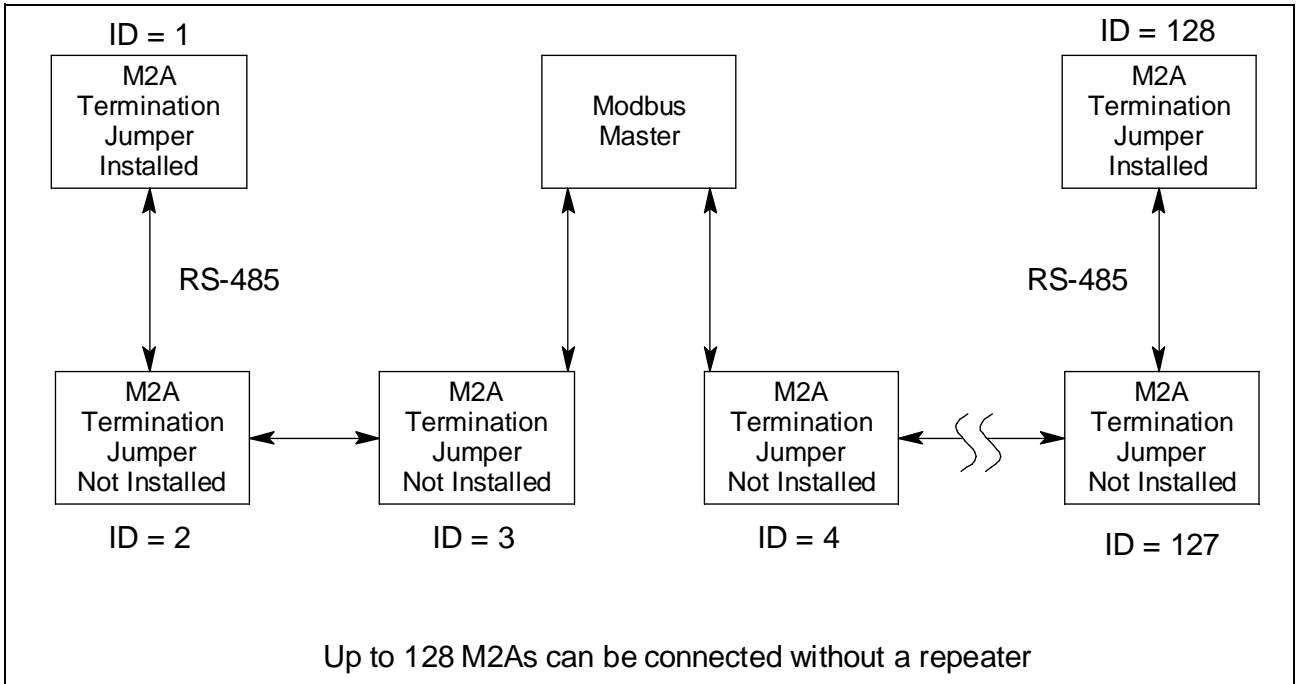 ID = 1
M2A
Termination
Jumper
Installed
Modbus
Master
ID = 128
M2A
Termination
Jumper
Installed
RS-485
RS-485
M2A
Termination
Jumper
Not Installed
ID = 2
M2A
Termination
Jumper
Not Installed
ID = 3
M2A
Termination
Jumper
Not Installed
ID = 4
M2A
Termination
Jumper
Not Installed
ID = 127
Up to 128 M2As can be connected without a repeater